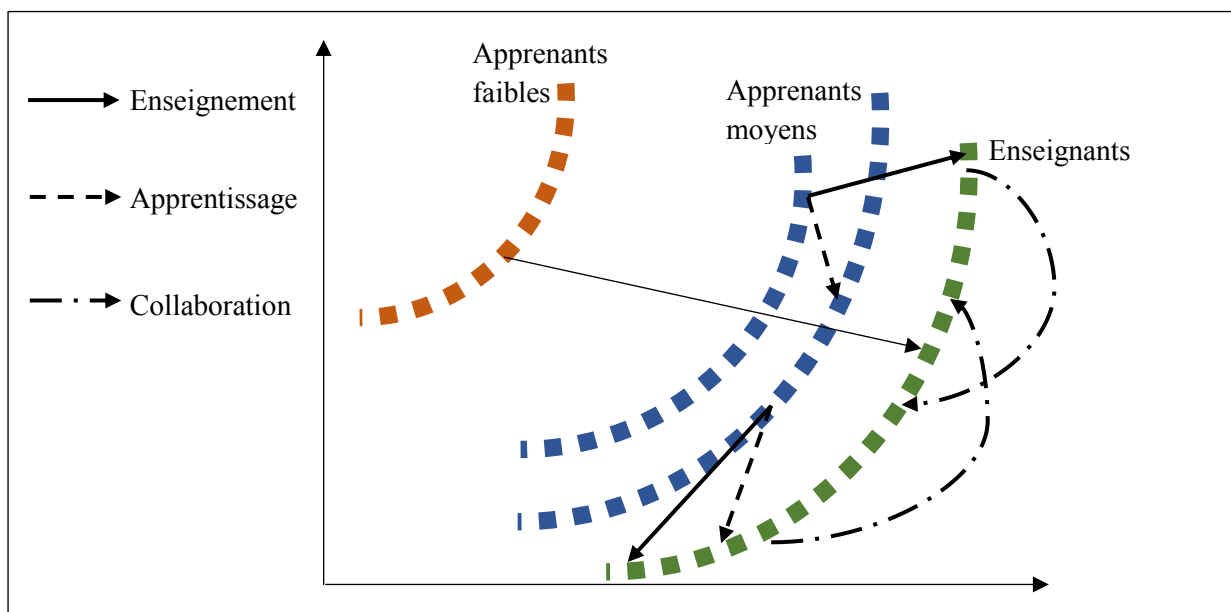 Enseignement
Apprentissage
Collaboration
Apprenants
faibles
Apprenants
moyens
Enseignants